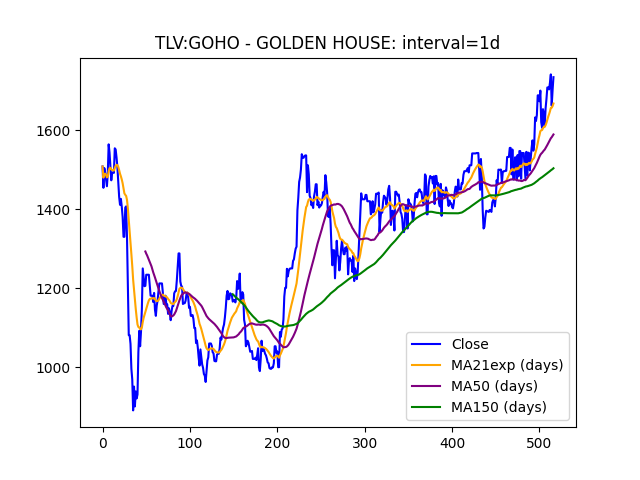 TLV:GOHO - GOLDEN HOUSE: interval=1d
1600
1400
1200
1000
Close
MA21exp (days)
MA50 (days)
MA150 (days)
0 100 200 300 400 500